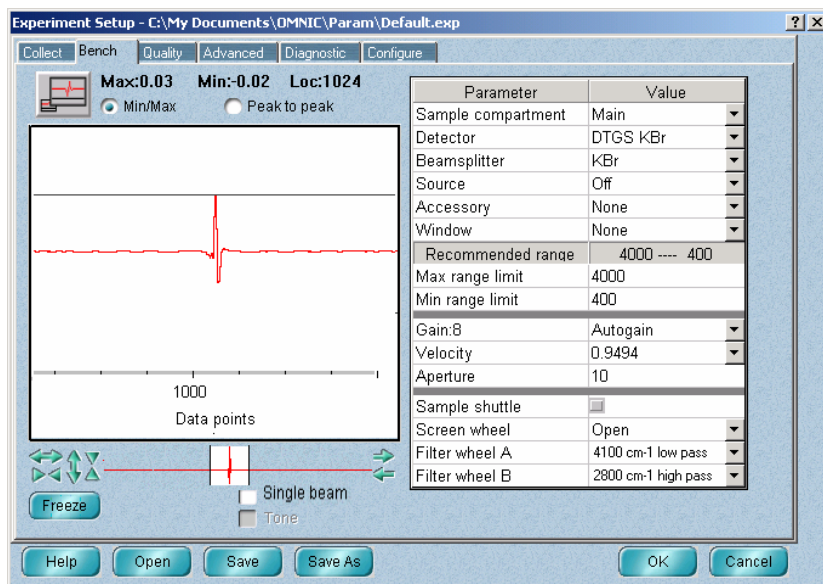 Experiment Setup - C:\My Documents\OMNIC\Param\Default.exp
Collect Bench Quality Advanced Diagnostic Configure
Max:0.03 Min:-0.02 Loc:1024
Min/Max Peak to peak
1000
Data points
Single beam
Tone
Freeze
Parameter Value
Sample compartment Main
Detector DTGS KBr
Beamsplitter KBr
Source Off
Accessory None
Window None
Recommended range 4000 ---- 400
Max range limit 4000
Min range limit 400
Gain:8 Autogain
Velocity 0.9494
Aperture 10
Sample shuttle
Screen wheel Open
Filter wheel A 4100 cm-1 low pass
Filter wheel B 2800 cm-1 high pass
Help Open Save Save As OK Cancel